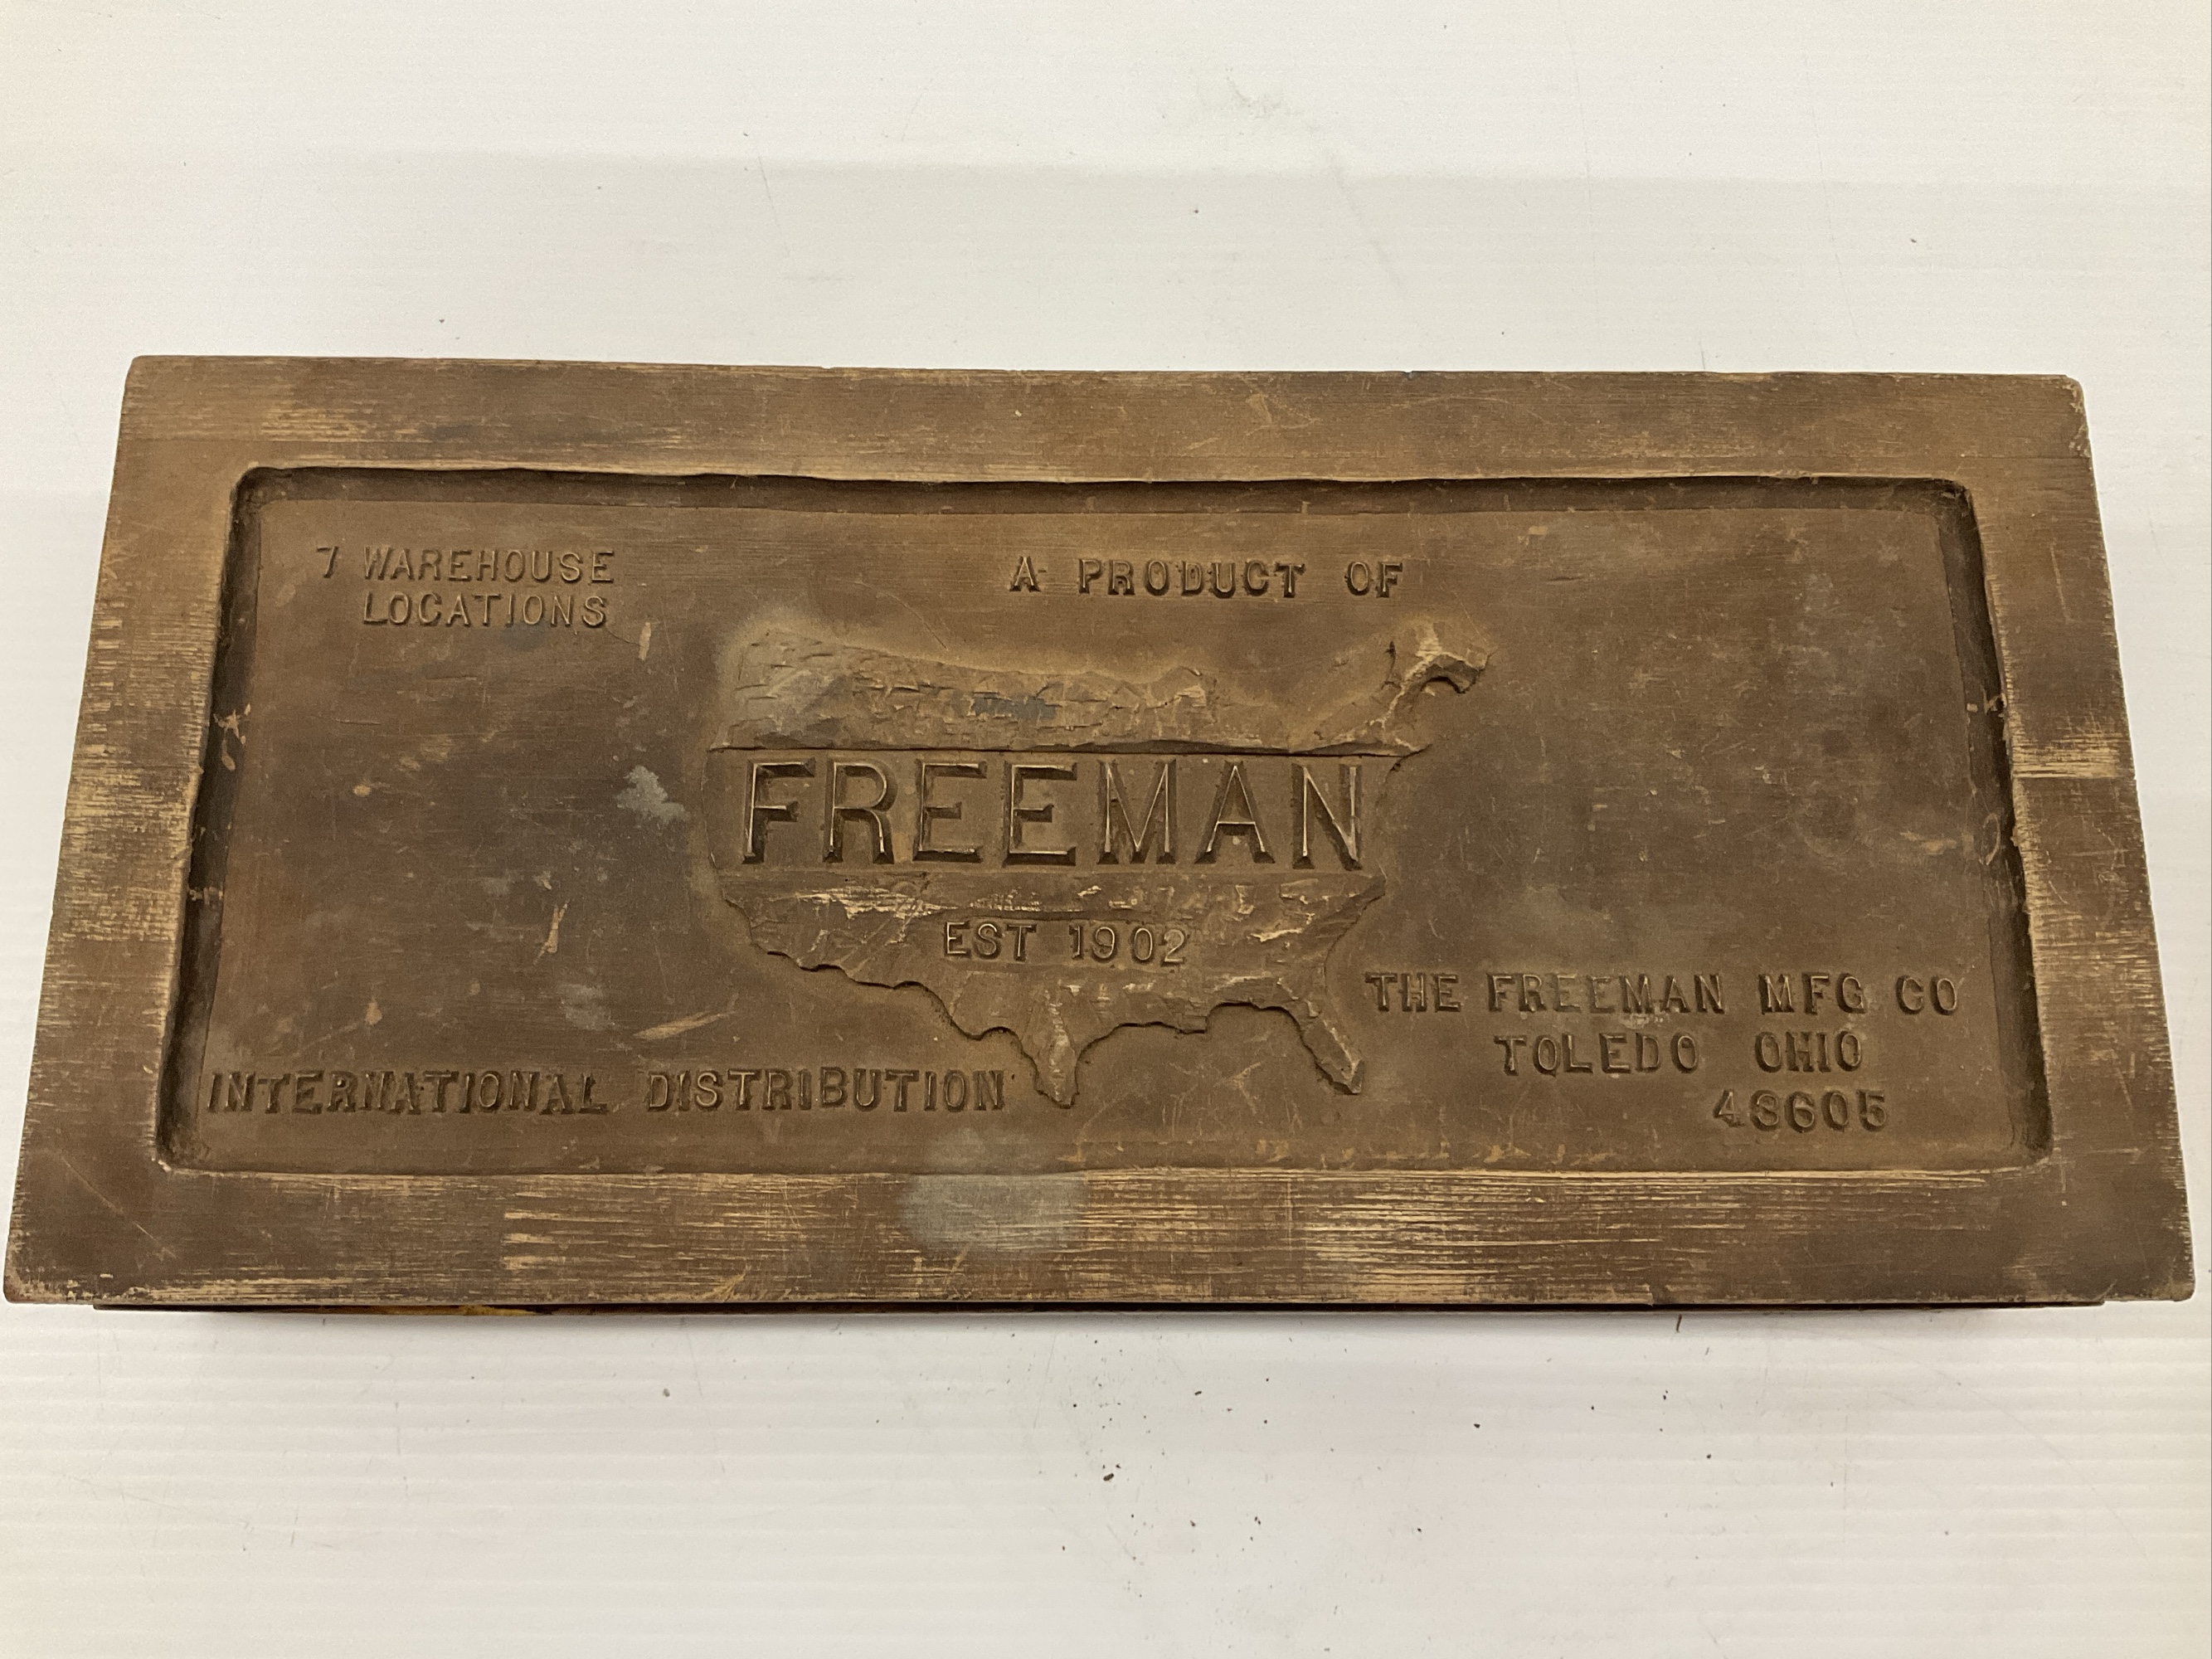 7 WAREHOUSE
LOCATIONS
A PRODUCT OF
FREEMAN
EST 1902
INTERNATIONAL DISTRIBUTION
THE FREEMAN MFG CO
TOLEDO OHIO
43605